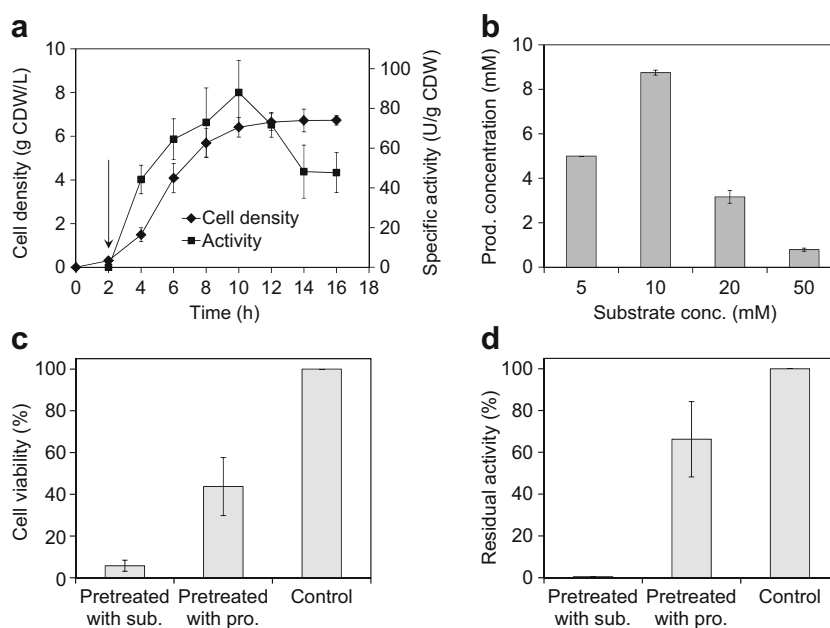 a
Cell density (g CDW/L)
10
8
6
4
2
0
0 2 4 6 8 10 12 14 16 18
Time (h)
100
80
60
40
20
0
Specific activity (U/g CDW)
Cell density
Activity
b
Prod. concentration (mM)
10
8
6
4
2
0
5 10 20 50
Substrate conc. (mM)
c
Cell viability (%)
100
80
60
40
20
0
Pretreated with sub.
Pretreated with pro.
Control
d
Residual activity (%)
100
80
60
40
20
0
Pretreated with sub.
Pretreated with pro.
Control